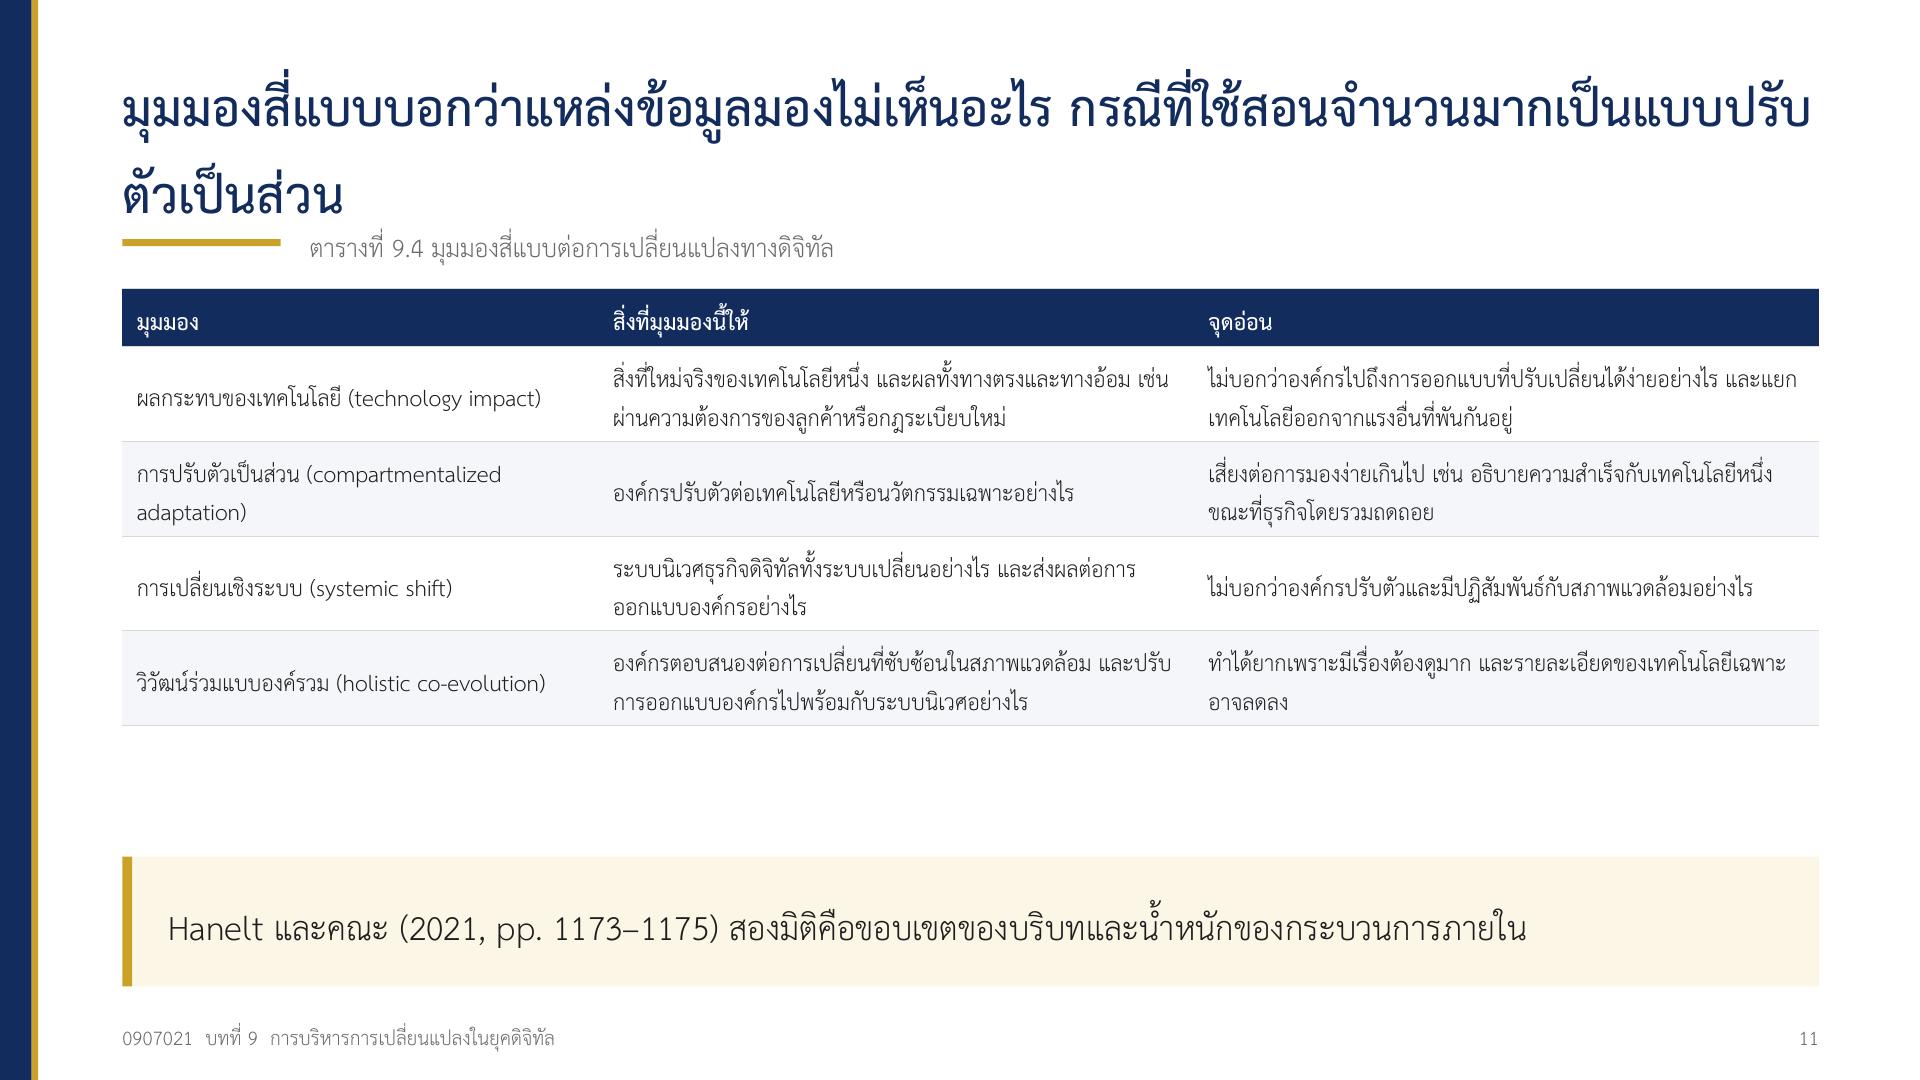 มุมมองสี่แบบบอกว่าแหล่งข้อมูลมองไม่เห็นอะไร กรณีที่ใช้สอนจำนวนมากเป็นแบบปรับ
ตัวเป็นส่วน
ตารางที่ 9.4 มุมมองสี่แบบต่อการเปลี่ยนแปลงทางดิจิทัล
มุมมอง
สิ่งที่มุมมองนี้ให้
จุดอ่อน
ผลกระทบของเทคโนโลยี (technology impact)
สิ่งที่ใหม่จริงของเทคโนโลยีหนึ่ง และผลทั้งทางตรงและทางอ้อม เช่น
ผ่านความต้องการของลูกค้าหรือกฎระเบียบใหม่
ไม่บอกว่าองค์กรไปถึงการออกแบบที่ปรับเปลี่ยนได้ง่ายอย่างไร และแยก
เทคโนโลยีออกจากแรงอื่นที่พันกันอยู่
การปรับตัวเป็นส่วน (compartmentalized
adaptation)
องค์กรปรับตัวต่อเทคโนโลยีหรือนวัตกรรมเฉพาะอย่างไร
เสี่ยงต่อการมองง่ายเกินไป เช่น อธิบายความสำเร็จกับเทคโนโลยีหนึ่ง
ขณะที่ธุรกิจโดยรวมถดถอย
การเปลี่ยนเชิงระบบ (systemic shift)
ระบบนิเวศธุรกิจดิจิทัลทั้งระบบเปลี่ยนอย่างไร และส่งผลต่อการ
ออกแบบองค์กรอย่างไร
ไม่บอกว่าองค์กรปรับตัวและมีปฏิสัมพันธ์กับสภาพแวดล้อมอย่างไร
วิวัฒน์ร่วมแบบองค์รวม (holistic co-evolution)
องค์กรตอบสนองต่อการเปลี่ยนที่ซับซ้อนในสภาพแวดล้อม และปรับ
การออกแบบองค์กรไปพร้อมกับระบบนิเวศอย่างไร
ทำได้ยากเพราะมีเรื่องต้องดูมาก และรายละเอียดของเทคโนโลยีเฉพาะ
อาจลดลง
Hanelt และคณะ (2021, pp. 1173–1175) สองมิติคือขอบเขตของบริบทและน้ำหนักของกระบวนการภายใน
0907021 บทที่ 9 การบริหารการเปลี่ยนแปลงในยุคดิจิทัล
11